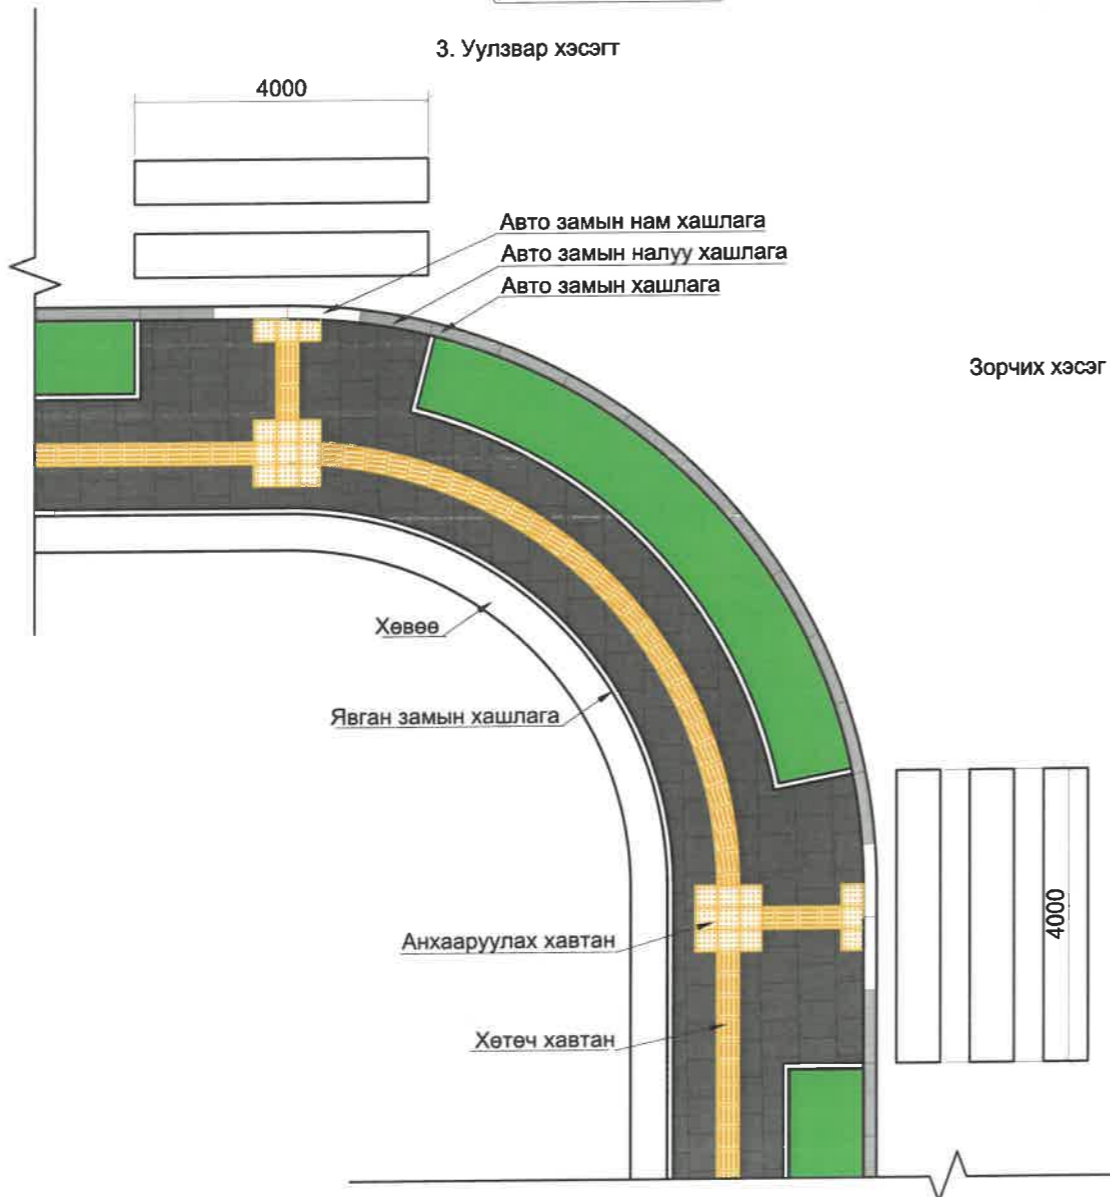 3. Уулзвар хэсэгт
4000
Авто замын нам хашлага
Авто замын налуу хашлага
Авто замын хашлага
Зорчих хэсэг
Хөвөө
Явган замын хашлага
4000
Анхааруулах хавтан
Хөтөч хавтан